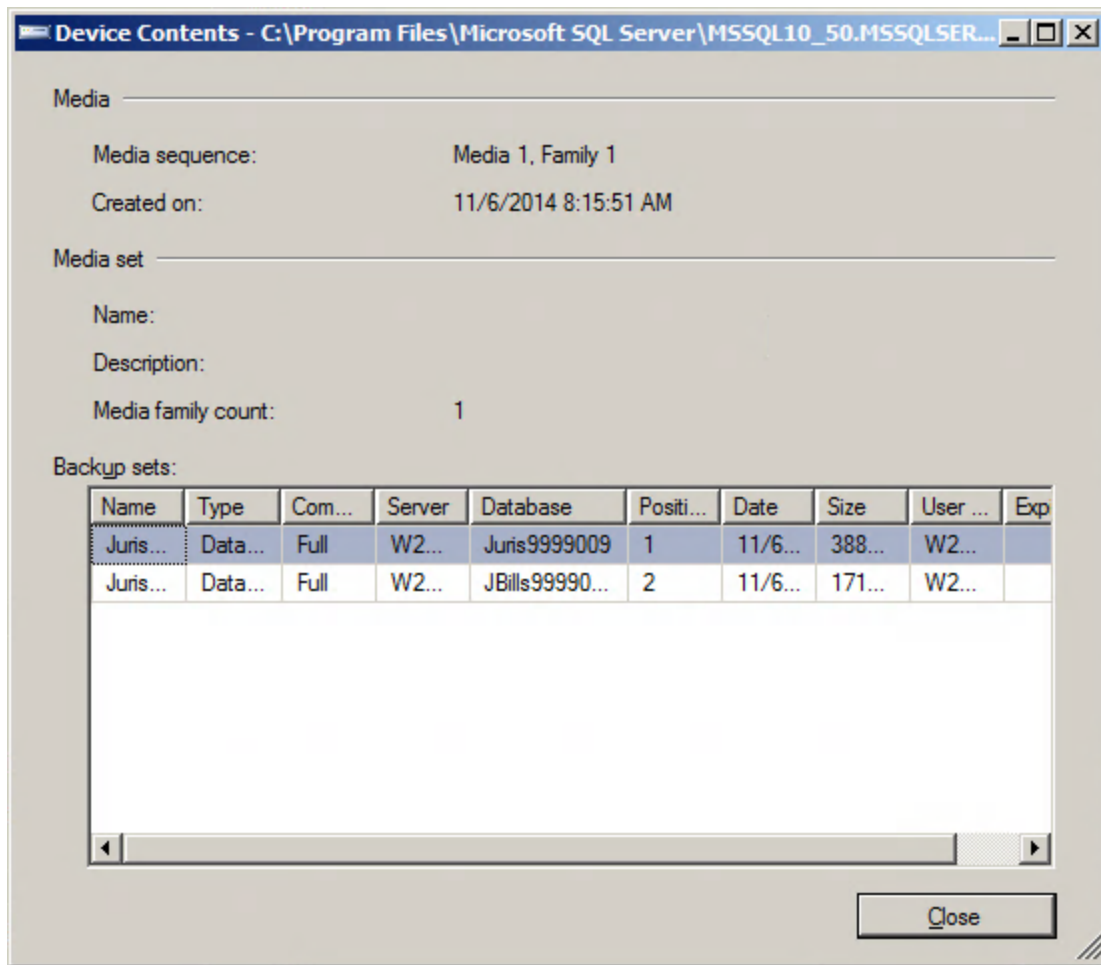 Device Contents - C:\Program Files\Microsoft SQL Server\MSSQL10_50.MSSQLSER...
Media
Media sequence: Media 1, Family 1
Created on: 11/6/2014 8:15:51 AM
Media set
Name:
Description:
Media family count: 1
Backup sets:
Name Type Com... Server Database Positi... Date Size User ... Exp
Juris... Data... Full W2... Juris9999009 1 11/6... 388... W2...
Juris... Data... Full W2... JBills99990... 2 11/6... 171... W2...
Close